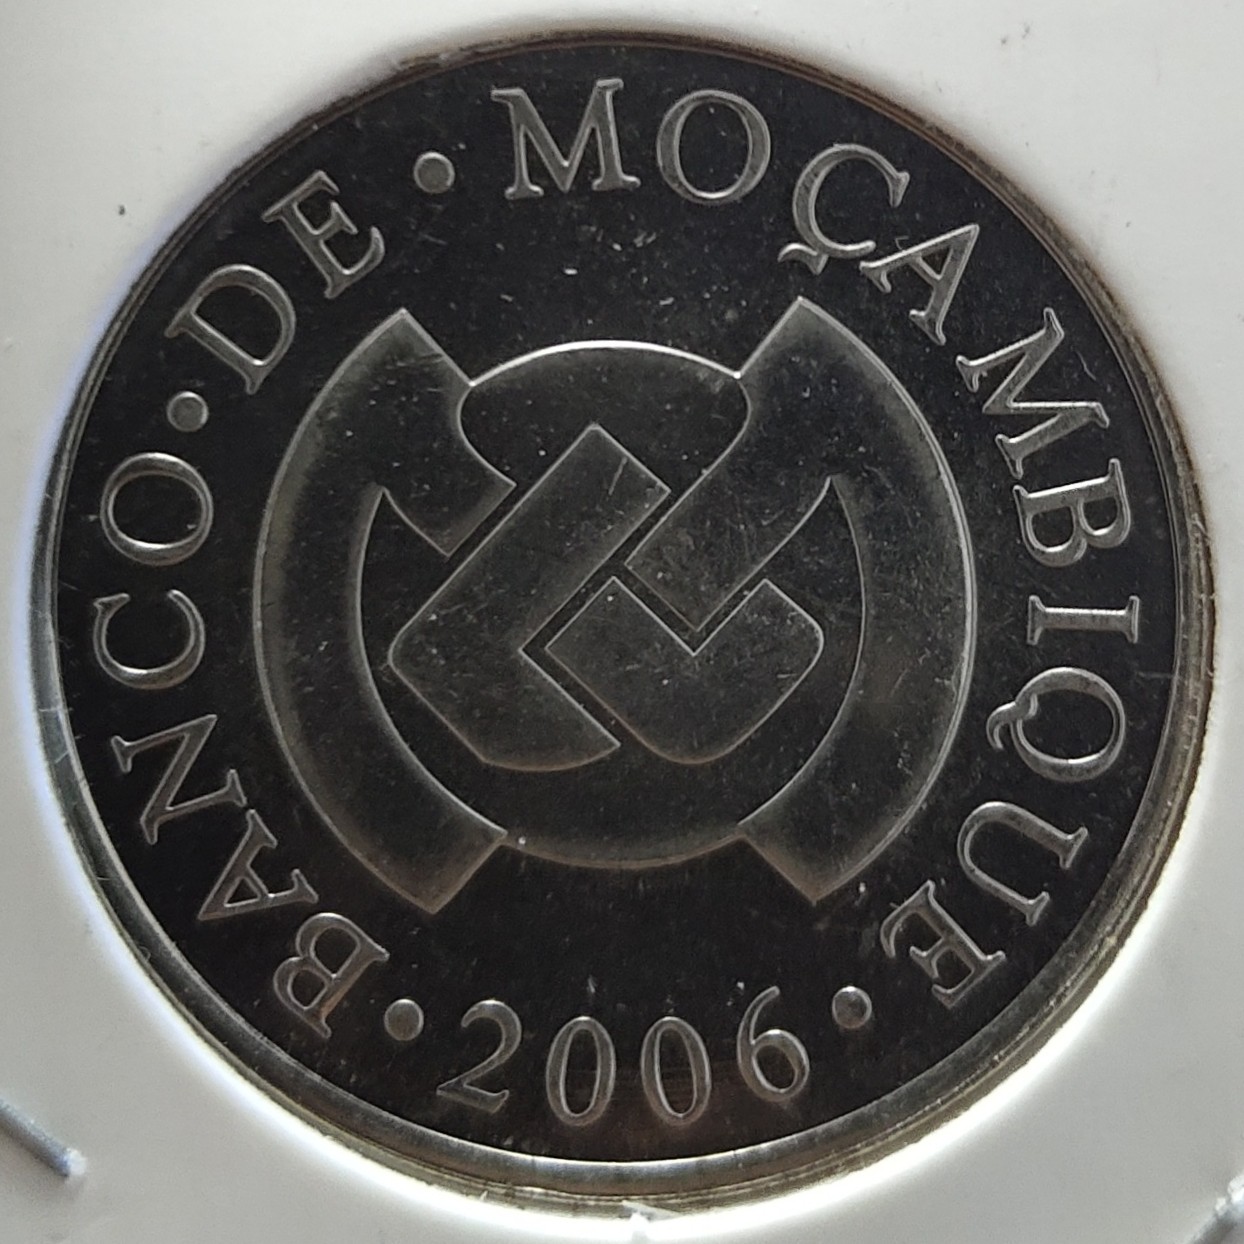 BANCO • DE • MOÇAMBIQUE
• 2006 •